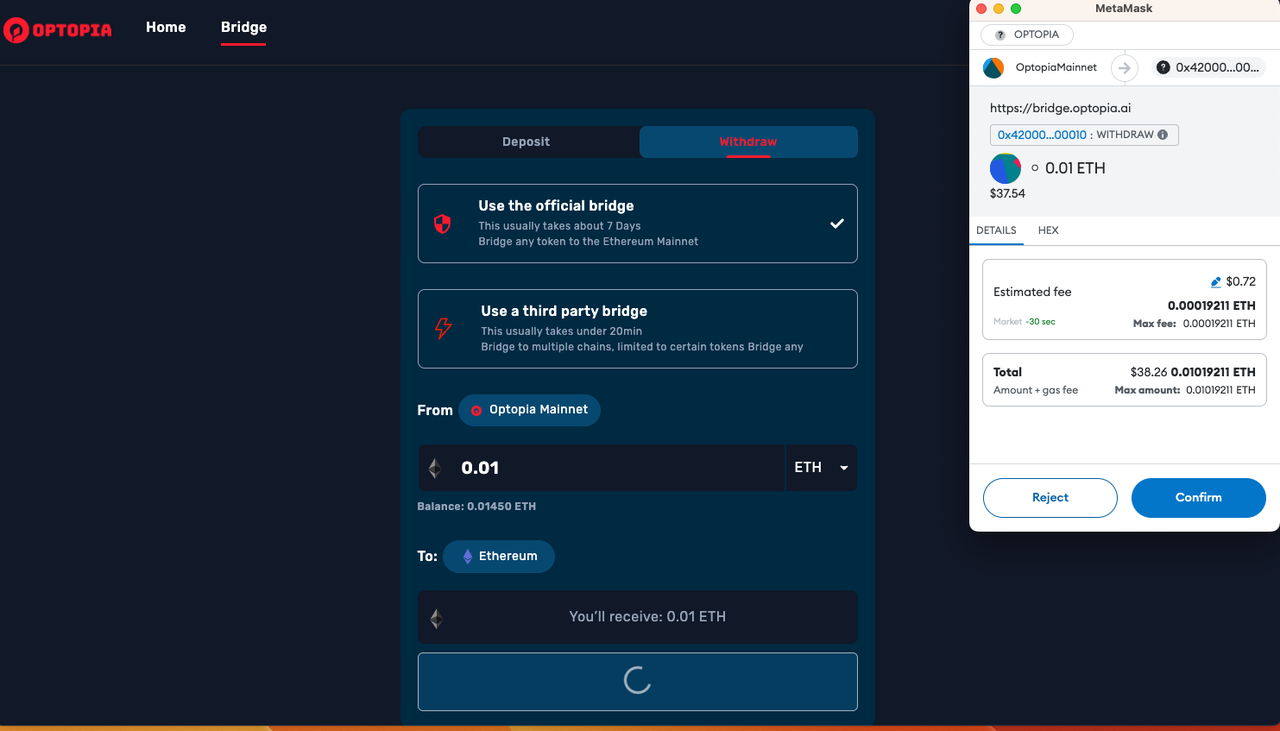 OPTOPIA
Home
Bridge
Deposit
Withdraw
Use the official bridge
This usually takes about 7 Days
Bridge any token to the Ethereum Mainnet
Use a third party bridge
This usually takes under 20min
Bridge to multiple chains, limited to certain tokens Bridge any
From
Optopia Mainnet
0.01
ETH
Balance: 0.01450 ETH
To:
Ethereum
You'll receive: 0.01 ETH
MetaMask
? OPTOPIA
OptopiaMainnet
? 0x42000...00...
https://bridge.optopia.ai
0x42000...00010 : WITHDRAW
0.01 ETH
$37.54
DETAILS
HEX
Estimated fee
$0.72
0.00019211 ETH
Market ~30 sec
Max fee: 0.00019211 ETH
Total
$38.26 0.01019211 ETH
Amount + gas fee
Max amount: 0.01019211 ETH
Reject
Confirm